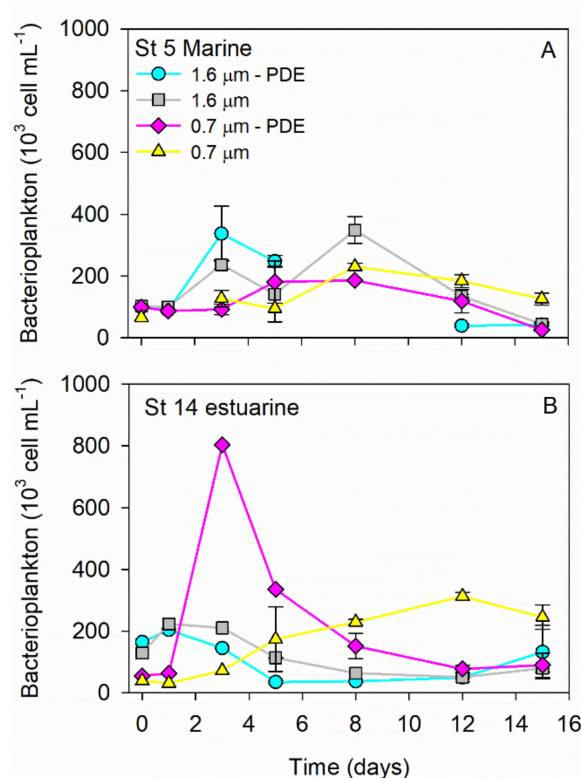 1000
800
600
400
200
0
Bacterioplankton (10³ cell mL⁻¹)
St 5 Marine
A
1.6 μm - PDE
1.6 μm
0.7 μm - PDE
0.7 μm
1000
800
600
400
200
0
Bacterioplankton (10³ cell mL⁻¹)
St 14 estuarine
B
0 2 4 6 8 10 12 14 16
Time (days)